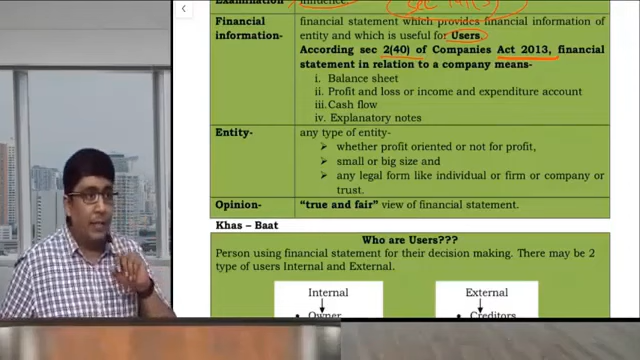 Examination
influence.
sec 141(3)
Financial information-
financial statement which provides financial information of
entity and which is useful for Users.
According sec 2(40) of Companies Act 2013, financial
statement in relation to a company means-
i. Balance sheet
ii. Profit and loss or income and expenditure account
iii. Cash flow
iv. Explanatory notes
Entity-
any type of entity-
➢ whether profit oriented or not for profit,
➢ small or big size and
➢ any legal form like individual or firm or company or
trust.
Opinion-
"true and fair" view of financial statement.
Khas – Baat
Who are Users???
Person using financial statement for their decision making. There may be 2
type of users Internal and External.
Internal
• Owner
External
• Creditors